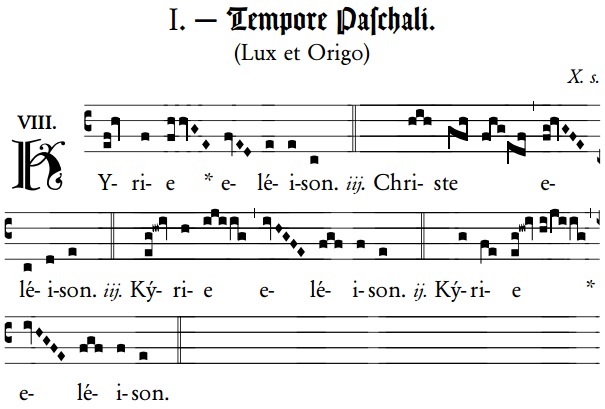 I. — Tempore Paſchali.
(Lux et Origo)
X. s.
VIII.
KY- ri- e * e- lé- i- son. iij. Chri- ste e-
lé- i- son. iij. Ký- ri- e e- lé- i- son. ij. Ký- ri- e *
e- lé- i- son.